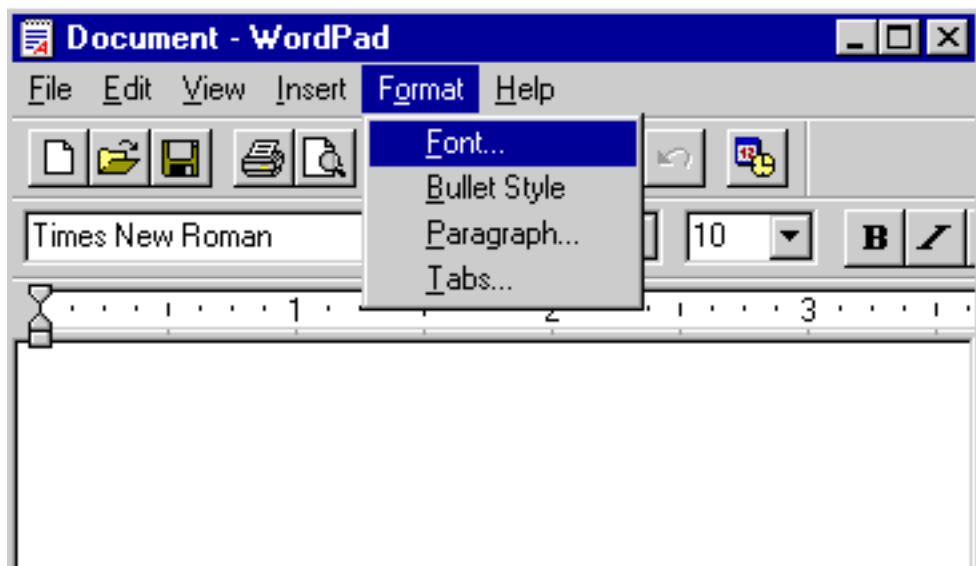 Document - WordPad
File Edit View Insert Format Help
Font...
12
Bullet Style
Times New Roman
Paragraph...
10
B I
Tabs...
1 2 3